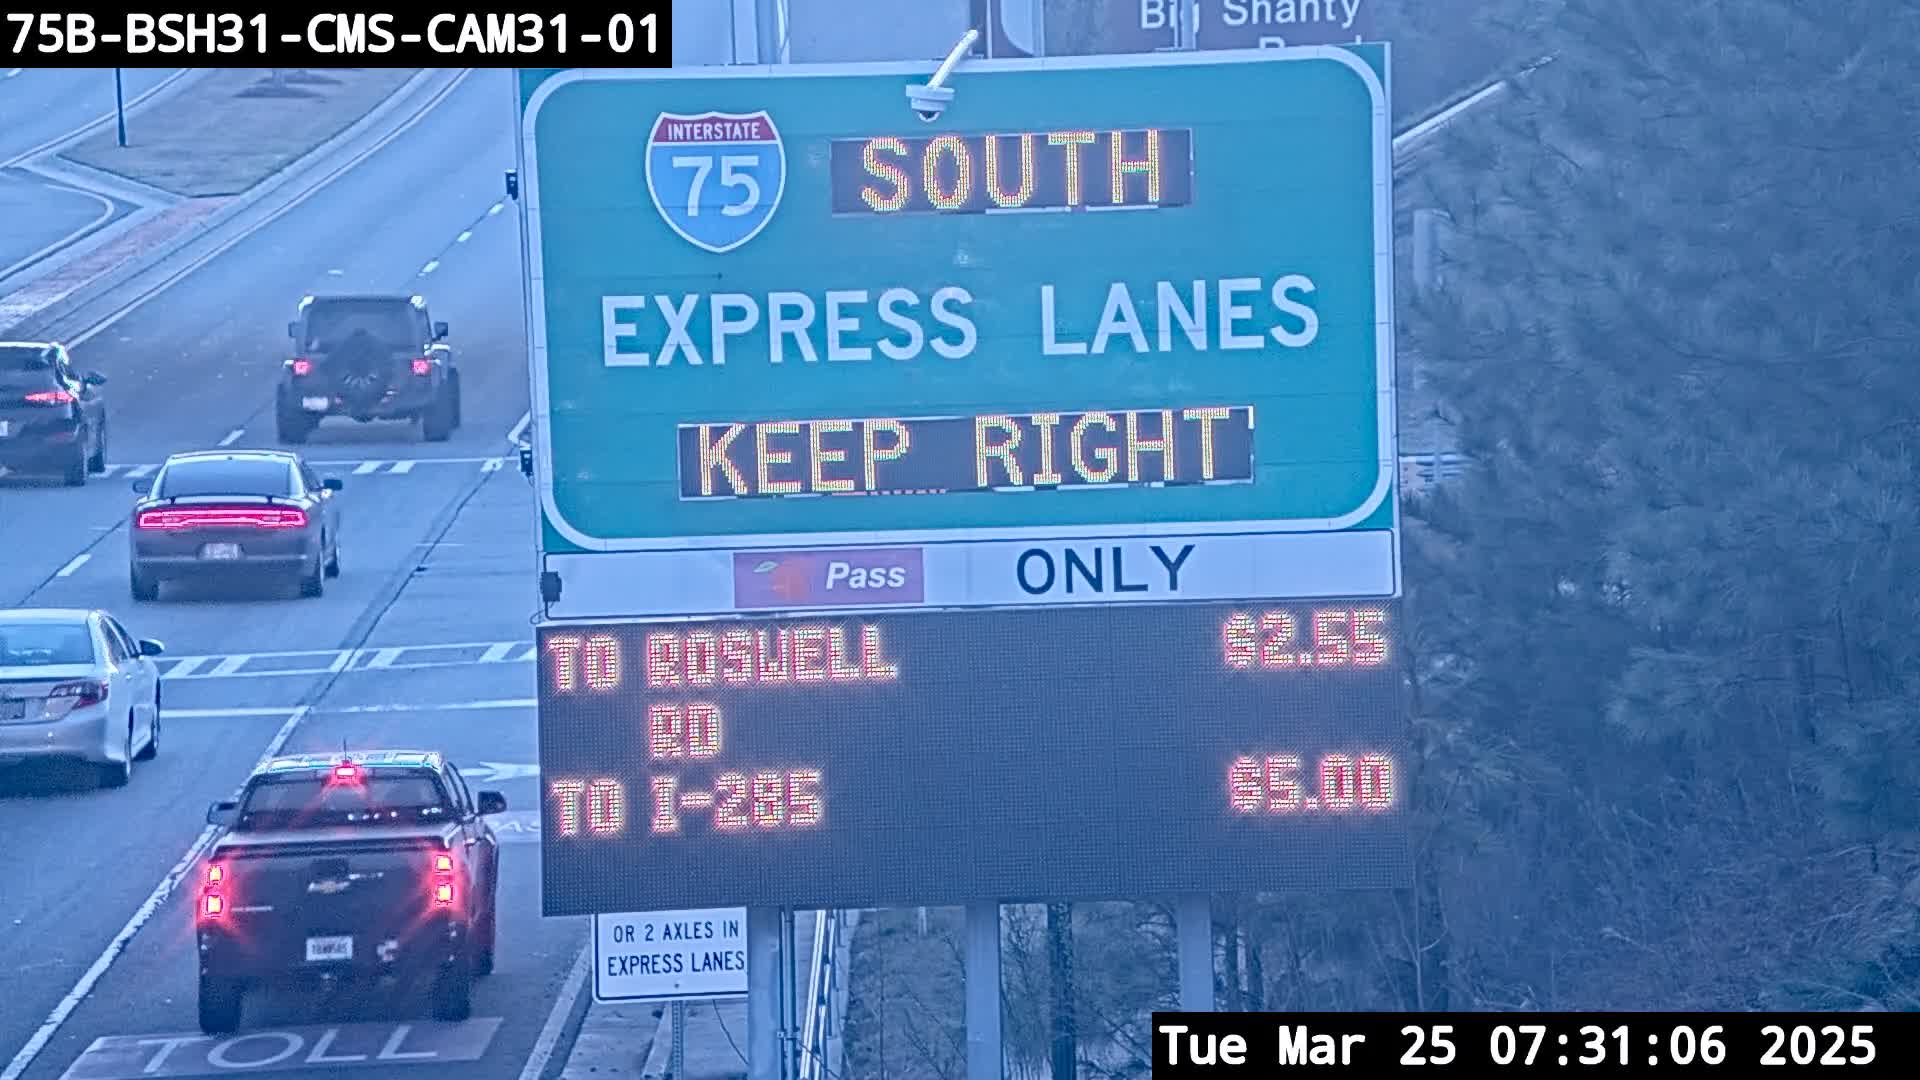 75B-BSH31-CMS-CAM31-01
Big Shanty
INTERSTATE
75
SOUTH
EXPRESS LANES
KEEP RIGHT
Pass ONLY
TO ROSWELL $2.55
RD
TO I-285 $5.00
OR 2 AXLES IN
EXPRESS LANES
TOLL
Tue Mar 25 07:31:06 2025